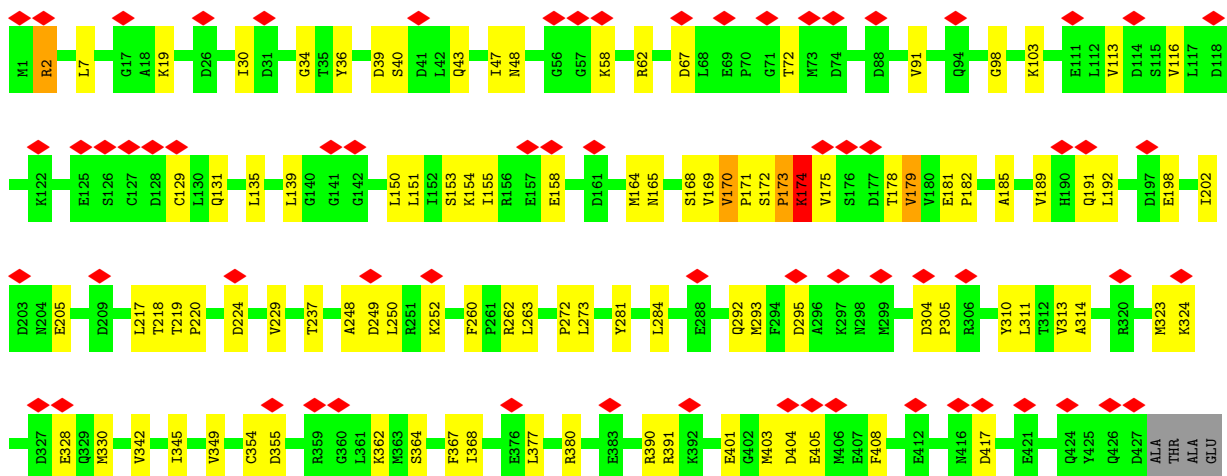 M1 R2 L7 G17 A18 K19 D26 I30 D31 G34 T35 Y36 D39 S40 D41 L42 Q43 I47 N48 G56 G57 K58 R62 D67 L68 E69 P70 G71 T72 M73 D74 D88 V91 Q94 G98 K103 E111 L112 V113 D114 S115 V116 L117 D118
K122 E125 S126 C127 D128 C129 L130 Q131 L135 L139 G140 G141 G142 L150 L151 I152 S153 K154 I155 R156 E157 E158 D161 M164 N165 S168 V169 V170 P171 S172 P173 K174 V175 S176 D177 T178 V179 V180 E181 P182 A185 V189 H190 Q191 L192 D197 E198 I202
D203 N204 E205 D209 L217 T218 T219 P220 D224 V229 T237 A248 D249 L250 R251 K252 F260 P261 R262 L263 P272 L273 Y281 L284 E288 Q292 M293 F294 D295 A296 K297 N298 M299 D304 P305 R306 Y310 L311 T312 V313 A314 R320 M323 K324
D327 E328 Q329 M330 V342 I345 V349 C354 D355 R359 G360 L361 K362 M363 S364 F367 I368 E376 L377 R380 E383 R390 R391 K392 E401 G402 M403 D404 E405 M406 E407 F408 E412 N416 D417 E421 Q424 Y425 Q426 D427 ALA THR ALA GLU